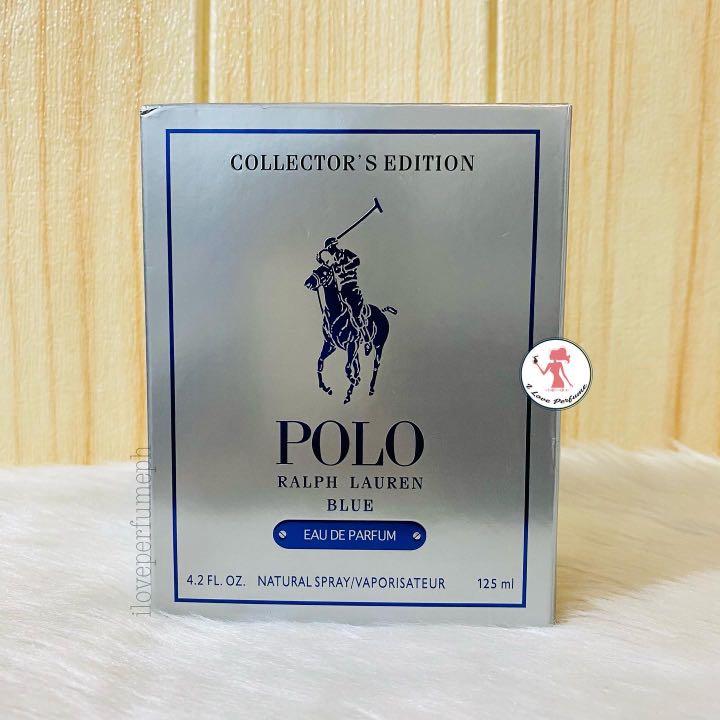 COLLECTOR'S EDITION
POLO
RALPH LAUREN
BLUE
EAU DE PARFUM
4.2 FL. OZ. NATURAL SPRAY/VAPORISATEUR 125 ml
I Love Perfume
iloveperfumeph